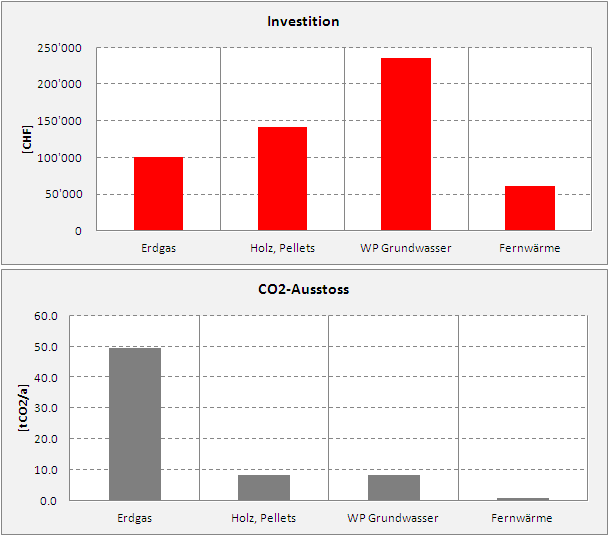 Investition
[CHF]
250'000
200'000
150'000
100'000
50'000
0
Erdgas Holz, Pellets WP Grundwasser Fernwärme
CO2-Ausstoss
[tCO2/a]
60.0
50.0
40.0
30.0
20.0
10.0
0.0
Erdgas Holz, Pellets WP Grundwasser Fernwärme